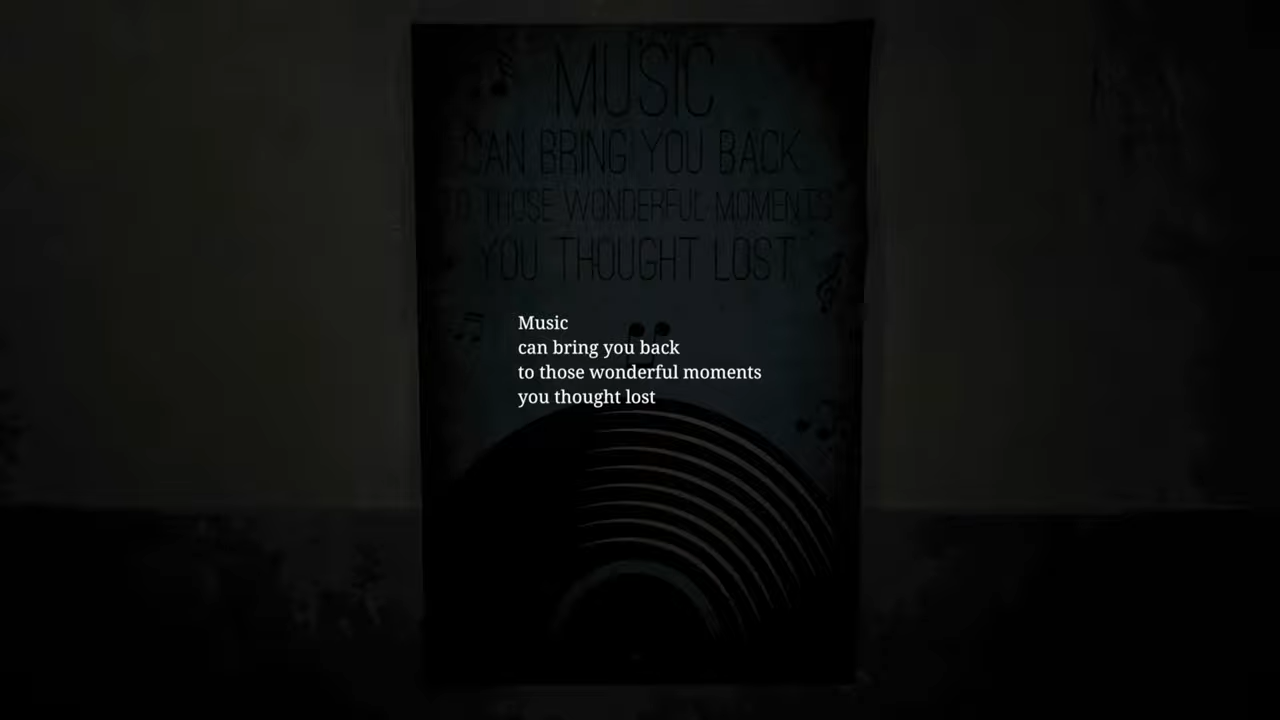 MUSIC
CAN BRING YOU BACK
TO THOSE WONDERFUL MOMENTS
YOU THOUGHT LOST
Music
can bring you back
to those wonderful moments
you thought lost